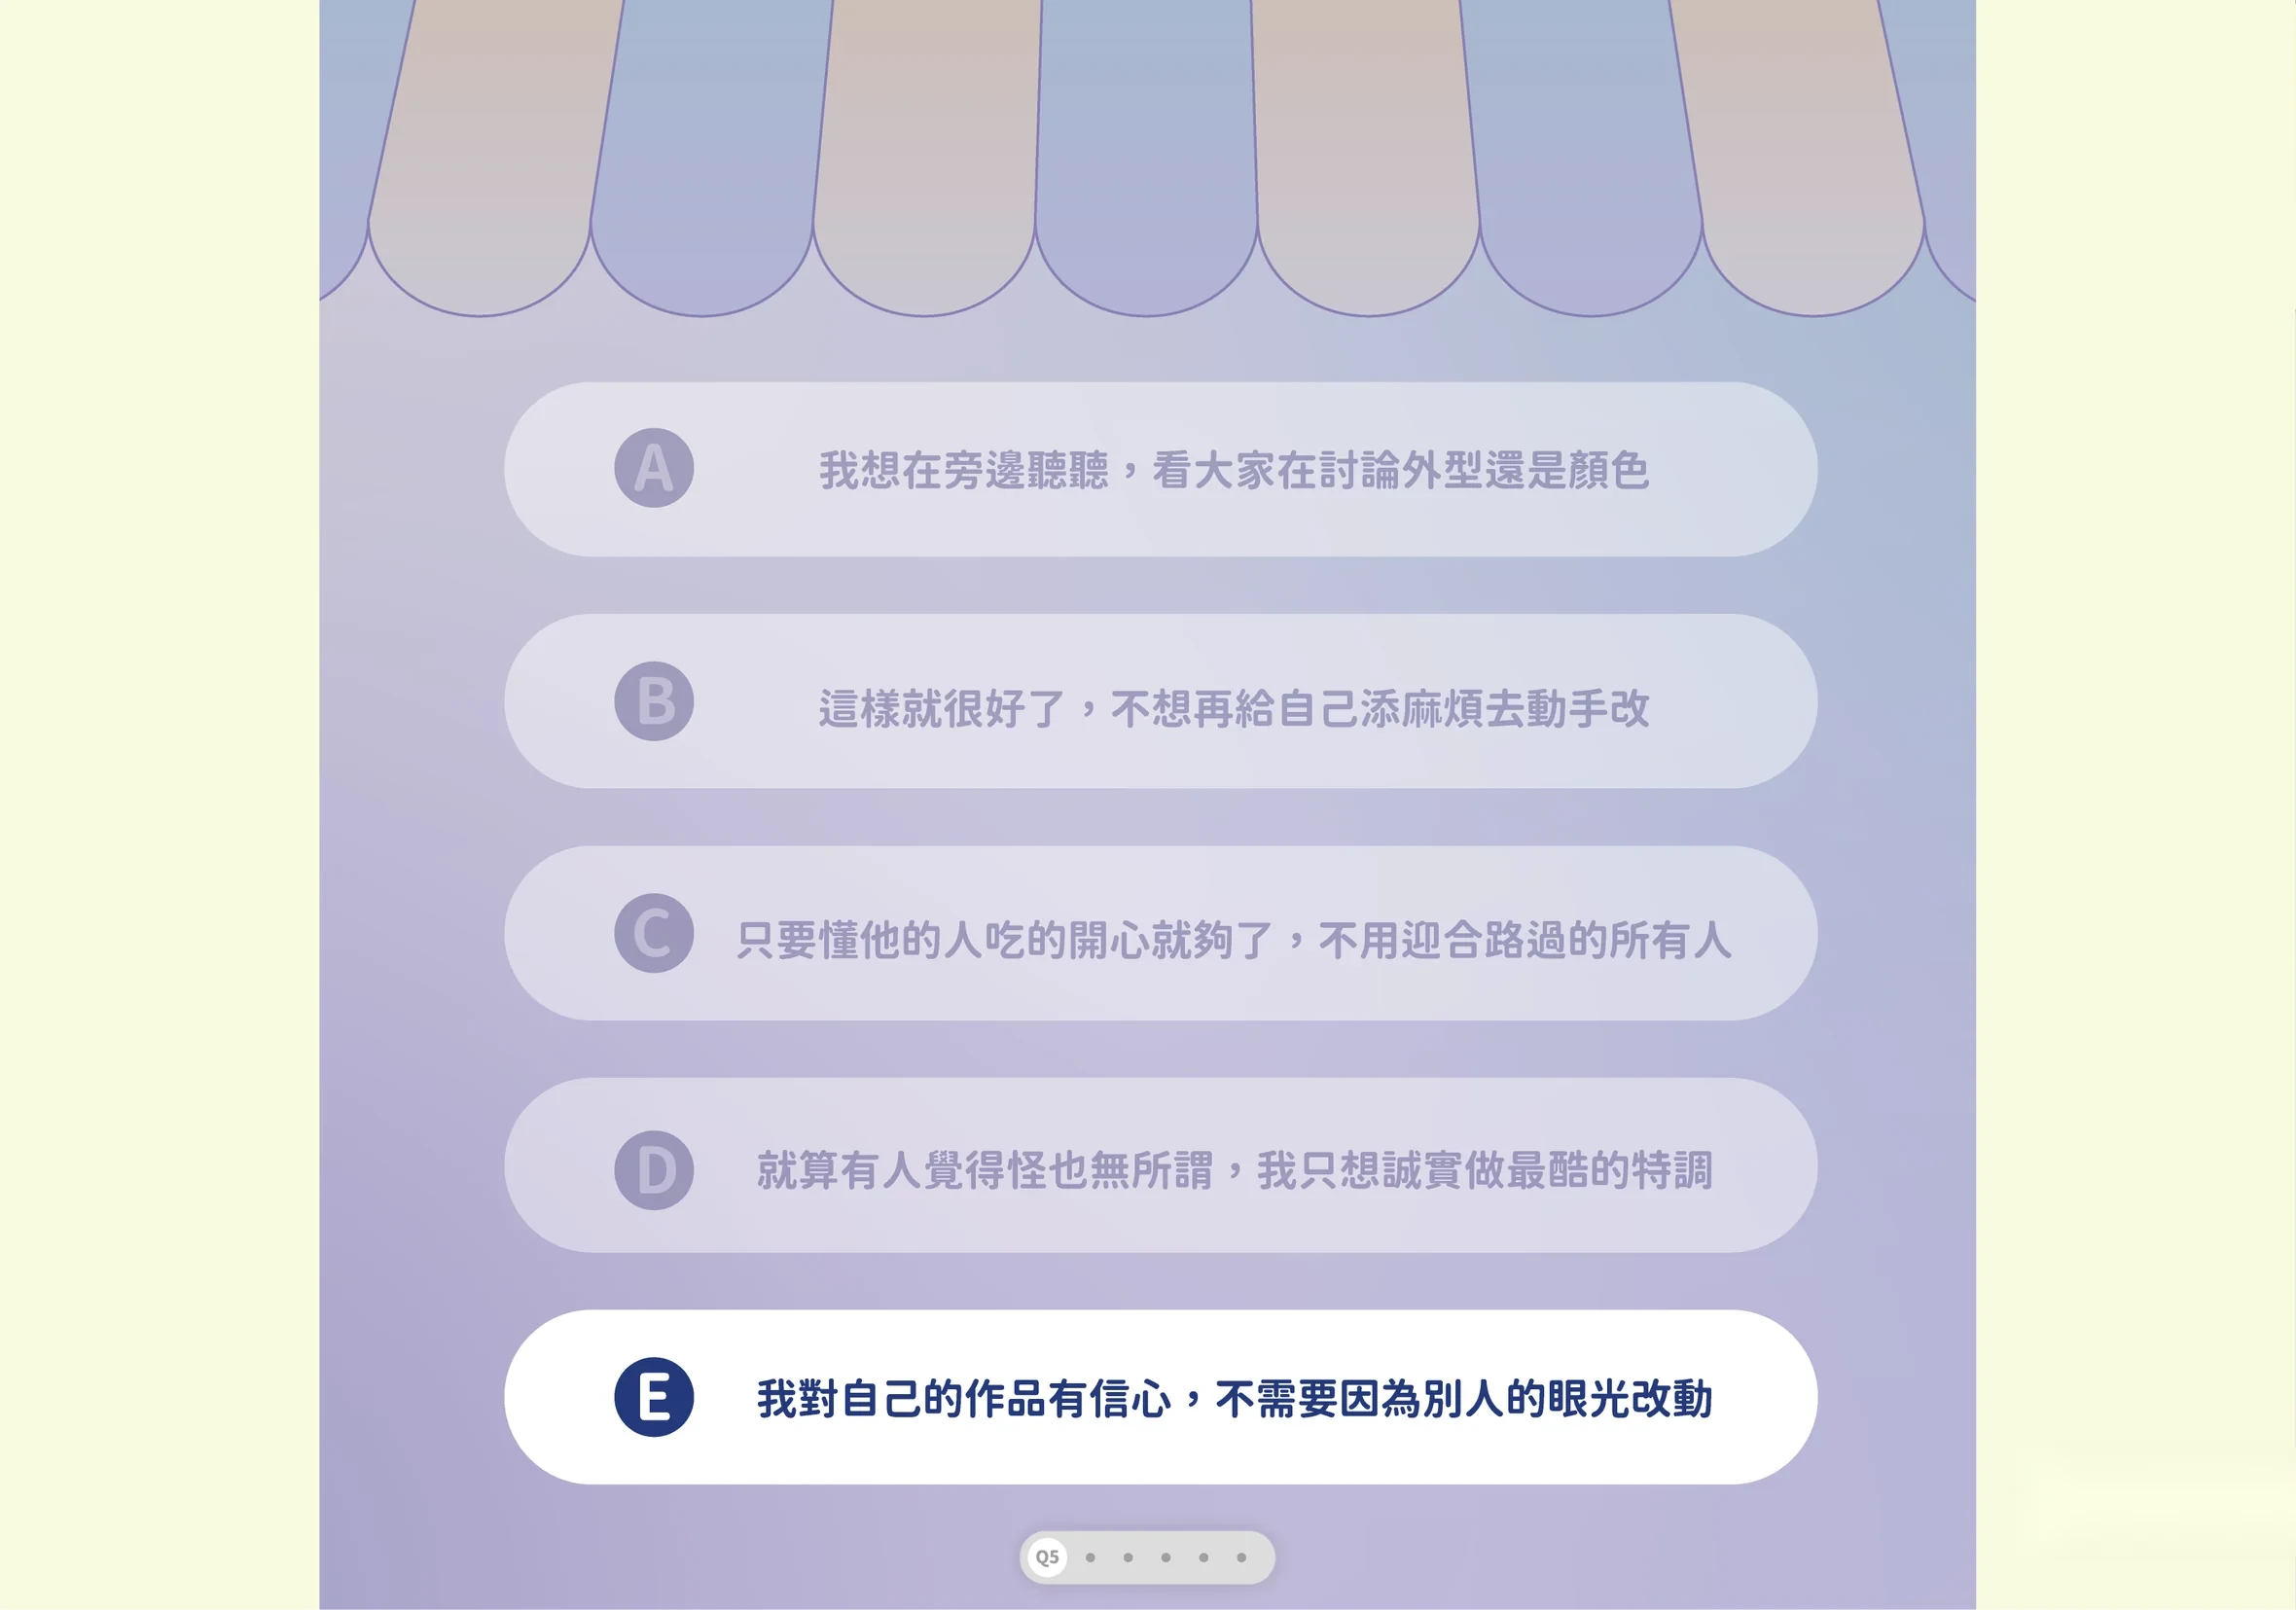 A 我想在旁邊聽聽，看大家在討論外型還是顏色
B 這樣就很好了，不想再給自己添麻煩去動手改
C 只要懂他的人吃的開心就夠了，不用迎合路過的所有人
D 就算有人覺得怪也無所謂，我只想誠實做最酷的特調
E 我對自己的作品有信心，不需要因為別人的眼光改動
Q5